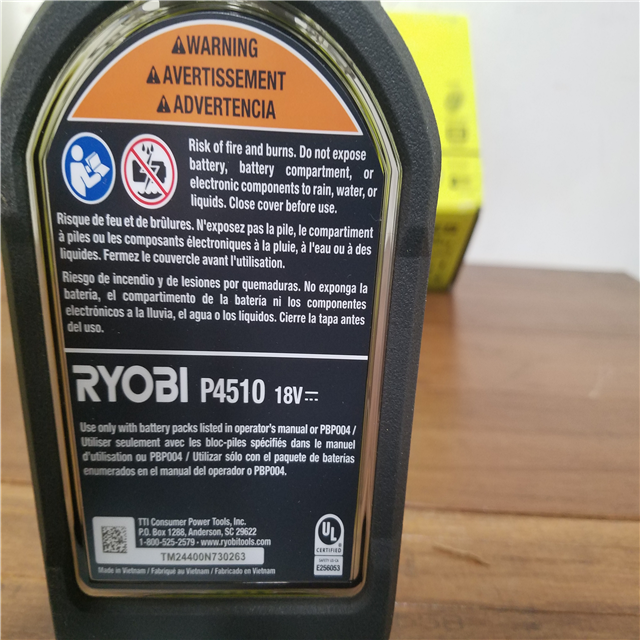 ⚠WARNING
⚠AVERTISSEMENT
⚠ADVERTENCIA
Risk of fire and burns. Do not expose
battery, battery compartment, or
electronic components to rain, water, or
liquids. Close cover before use.
Risque de feu et de brûlures. N'exposez pas la pile, le compartiment
à piles ou les composants électroniques à la pluie, à l'eau ou à des
liquides. Fermez le couvercle avant l'utilisation.
Riesgo de incendio y de lesiones por quemaduras. No exponga la
batería, el compartimento de la batería ni los componentes
electrónicos a la lluvia, el agua o los líquidos. Cierre la tapa antes
del uso.
RYOBI P4510 18V
Use only with battery packs listed in operator's manual or PBP004 /
Utiliser seulement avec les bloc-piles spécifiés dans le manuel
d'utilisation ou PBP004 / Utilizar sólo con el paquete de baterías
enumerados en el manual del operador o PBP004.
TTI Consumer Power Tools, Inc.
P.O. Box 1288, Anderson, SC 29622
1-800-525-2579 · www.ryobitools.com
TM24400N730263
Made in Vietnam / Fabriqué au Vietnam / Fabricado en Vietnam
UL
CERTIFIED
E256053